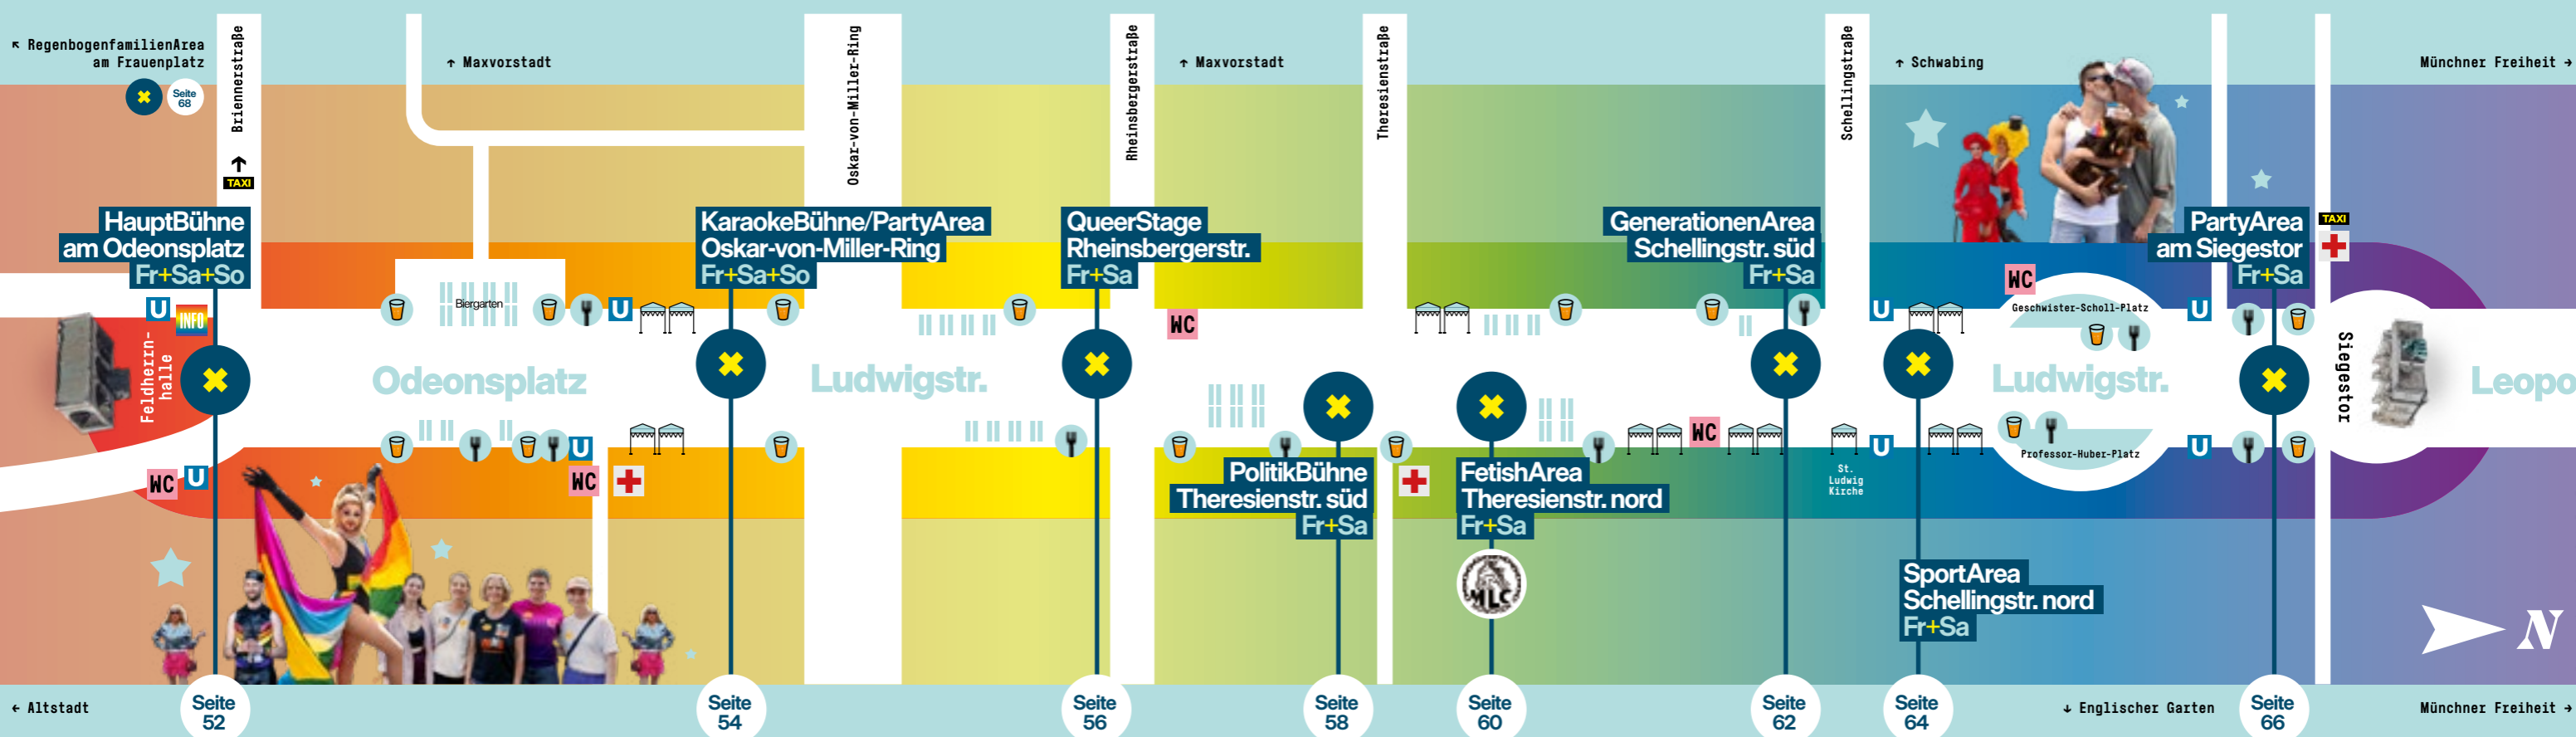 ↖ RegenbogenfamilienArea
am Frauenplatz
Seite
68
Briennerstraße
TAXI
↑ Maxvorstadt
Oskar-von-Miller-Ring
Rheinsbergerstraße
↑ Maxvorstadt
Theresienstraße
Schellingstraße
↑ Schwabing
Münchner Freiheit →
HauptBühne
am Odeonsplatz
Fr+Sa+So
KaraokeBühne/PartyArea
Oskar-von-Miller-Ring
Fr+Sa+So
QueerStage
Rheinsbergerstr.
Fr+Sa
GenerationenArea
Schellingstr. süd
Fr+Sa
PartyArea
am Siegestor
Fr+Sa
TAXI
U
INFO
Biergarten
U
WC
U
WC
Geschwister-Scholl-Platz
U
Feldherrn-
halle
Odeonsplatz
Ludwigstr.
Ludwigstr.
Siegestor
Leopo
WC
U
U
WC
WC
U
Professor-Huber-Platz
U
St.
Ludwig
Kirche
PolitikBühne
Theresienstr. süd
Fr+Sa
FetishArea
Theresienstr. nord
Fr+Sa
MLC
SportArea
Schellingstr. nord
Fr+Sa
N
← Altstadt
Seite
52
Seite
54
Seite
56
Seite
58
Seite
60
Seite
62
Seite
64
↓ Englischer Garten
Seite
66
Münchner Freiheit →